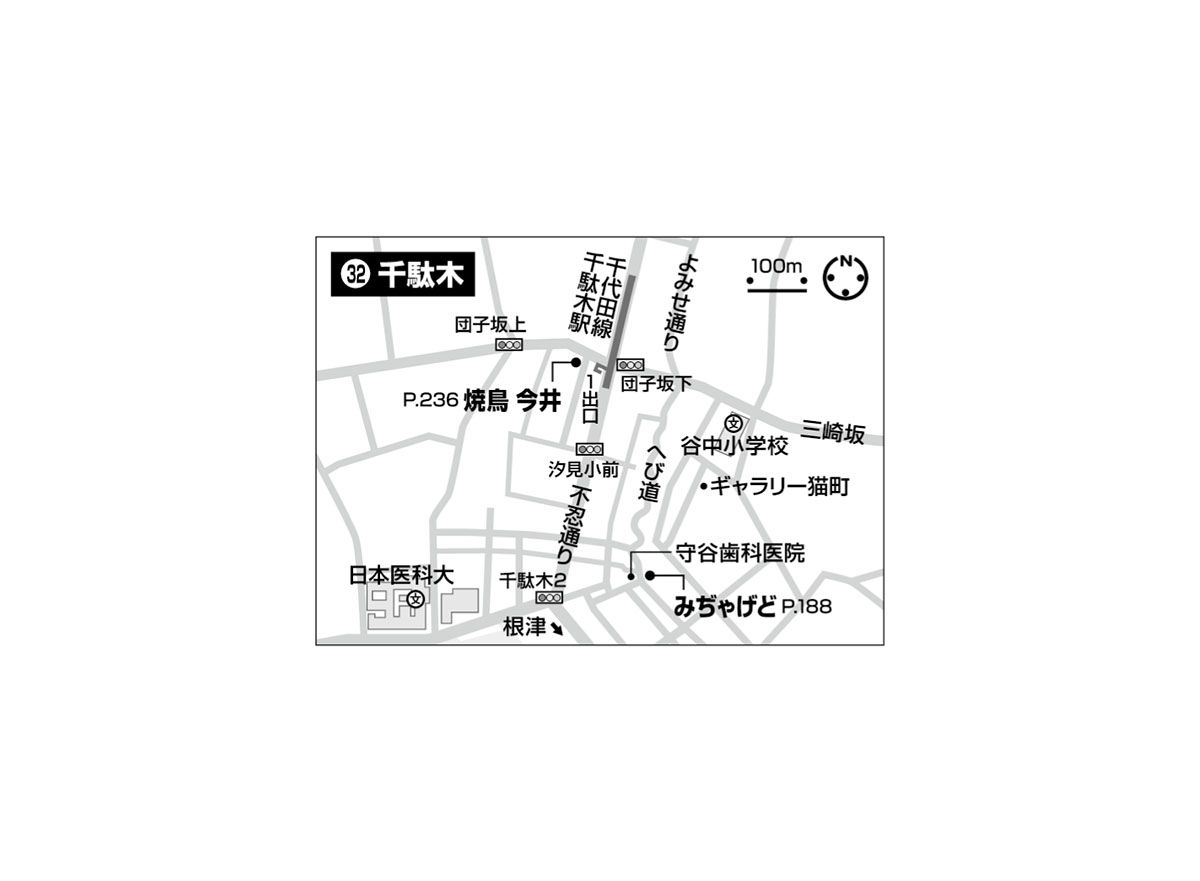 32 千駄木
千代田線
千駄木駅
よみせ通り
100m
N
団子坂上
団子坂下
P.236 焼鳥 今井
1出口
三崎坂
文
谷中小学校
汐見小前
へび道
ギャラリー猫町
不忍通り
守谷歯科医院
日本医科大
文
千駄木2
みぢゃげど P.188
根津